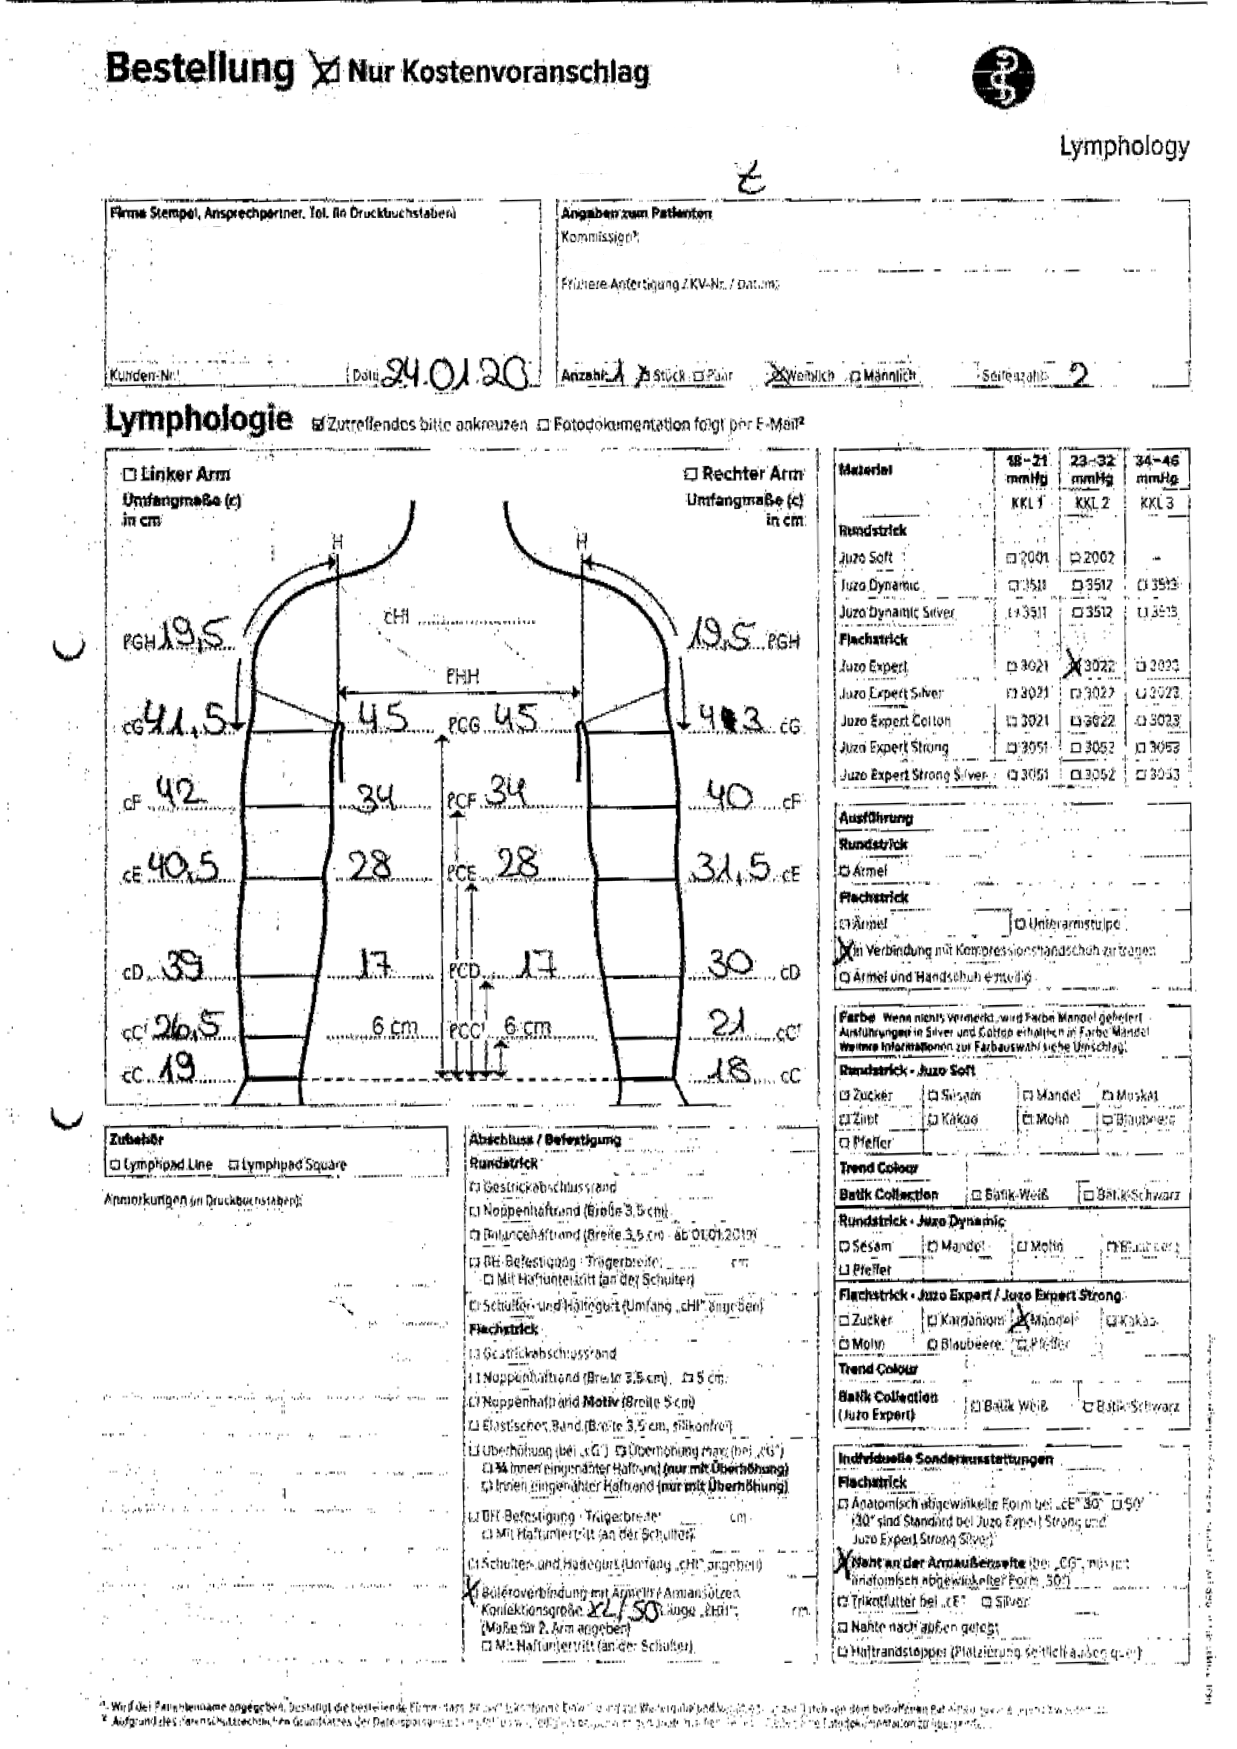 Bestellung ☒ Nur Kostenvoranschlag
Lymphology
Z
Firma Stempel, Ansprechpartner, Tel. (in Druckbuchstaben)
Kunden-Nr.
Datum 24.01.20
Angaben zum Patienten
Kommission¹:
Frühere Anfertigung / KV-Nr. / Datum:
Anzahl: 1 ☒ Stück ☐ Paar ☒ Weiblich ☐ Männlich Seitenzahl: 2
Lymphologie ☑ Zutreffendes bitte ankreuzen ☐ Fotodokumentation folgt per E-Mail²
☐ Linker Arm
Umfangmaße (c)
in cm
☐ Rechter Arm
Umfangmaße (c)
in cm
H H
cHI
PGH 19,5 19,5 PGH
PHH
cG 41,5 45 PCG 45 cG
cF 42 34 PCF 34 40 cF
cE 40,5 28 PCE 28 31,5 cE
cD 39 17 PCD 17 30 cD
cC' 26,5 6 cm PCC' 6 cm 21 cC'
cC 19 18 cC
Material 18–21 mmHg 23–32 mmHg 34–46 mmHg
KKL 1 KKL 2 KKL 3
Rundstrick
Juzo Soft ☐ 2001 ☐ 2002 –
Juzo Dynamic ☐ 3511 ☐ 3512 ☐ 3513
Juzo Dynamic Silver ☐ 3511 ☐ 3512 ☐ 3513
Flachstrick
Juzo Expert ☐ 3021 ☒ 3022 ☐ 3023
Juzo Expert Silver ☐ 3021 ☐ 3022 ☐ 3023
Juzo Expert Cotton ☐ 3021 ☐ 3022 ☐ 3023
Juzo Expert Strong ☐ 3051 ☐ 3052 ☐ 3053
Juzo Expert Strong Silver ☐ 3051 ☐ 3052 ☐ 3053
Ausführung
Rundstrick
☐ Ärmel
Flachstrick
☐ Ärmel ☐ Unterarmstulpe
☒ In Verbindung mit Kompressionshandschuh zu tragen
☐ Ärmel und Handschuh einteilig
Farbe Wenn nichts vermerkt, wird Farbe Mandel geliefert
Ausführungen in Silver und Cotton erhältlich in Farbe Mandel
Weitere Informationen zur Farbauswahl siehe Umschlag.
Rundstrick - Juzo Soft
☐ Zucker ☐ Sesam ☐ Mandel ☐ Muskat
☐ Zimt ☐ Kakao ☐ Mohn ☐ Blaubeere
☐ Pfeffer
Trend Colour
Batik Collection ☐ Batik-Weiß ☐ Batik-Schwarz
Rundstrick - Juzo Dynamic
☐ Sesam ☐ Mandel ☐ Mohn ☐ Blaubeere
☐ Pfeffer
Flachstrick - Juzo Expert / Juzo Expert Strong
☐ Zucker ☐ Kardamom ☒ Mandel ☐ Kakao
☐ Mohn ☐ Blaubeere ☐ Pfeffer
Trend Colour
Batik Collection
(Juzo Expert) ☐ Batik Weiß ☐ Batik-Schwarz
Individuelle Sonderausstattungen
Flachstrick
☐ Anatomisch abgewinkelte Form bei „cE" 30° ☐ 50°
(30° sind Standard bei Juzo Expert Strong und
Juzo Expert Strong Silver)
☒ Naht an der Armaußenseite (bei „CG", nur mit
anatomisch abgewinkelter Form 50°)
☐ Trikotfutter bei „cE" ☐ Silver
☐ Nähte nach außen gelegt
☐ Haftrandstopper (Platzierung seitlich außen quer)
Zubehör
☐ Lymphpad Line ☐ Lymphpad Square
Anmerkungen (in Druckbuchstaben):
Abschluss / Befestigung
Rundstrick
☐ Gestrickabschlussrand
☐ Noppenhaftrand (Breite 3,5 cm)
☐ Balancehaftrand (Breite 3,5 cm - ab 01.01.2019)
☐ BH-Befestigung - Trägerbreite: cm
☐ Mit Haftuntertritt (an der Schulter)
☐ Schulter- und Haltegurt (Umfang „cHI" angeben)
Flachstrick
☐ Gestrickabschlussrand
☐ Noppenhaftrand (Breite 3,5 cm) ☐ 5 cm
☐ Noppenhaftrand Motiv (Breite 5 cm)
☐ Elastisches Band (Breite 3,5 cm, silikonfrei)
☐ Überhöhung (bei „cG") ☐ Überhöhung max. (bei „cG")
☐ ¾ innen eingenähter Haftrand (nur mit Überhöhung)
☐ Innen eingenähter Haftrand (nur mit Überhöhung)
☐ BH-Befestigung - Trägerbreite: cm
☐ Mit Haftuntertritt (an der Schulter)
☐ Schulter- und Haltegurt (Umfang „cHI" angeben)
☒ Boleroverbindung mit Ärmeln / Armansätzen
Konfektionsgröße XL/50 Länge „PHH": cm
(Maße für 2. Arm angeben)
☐ Mit Haftuntertritt (an der Schulter)